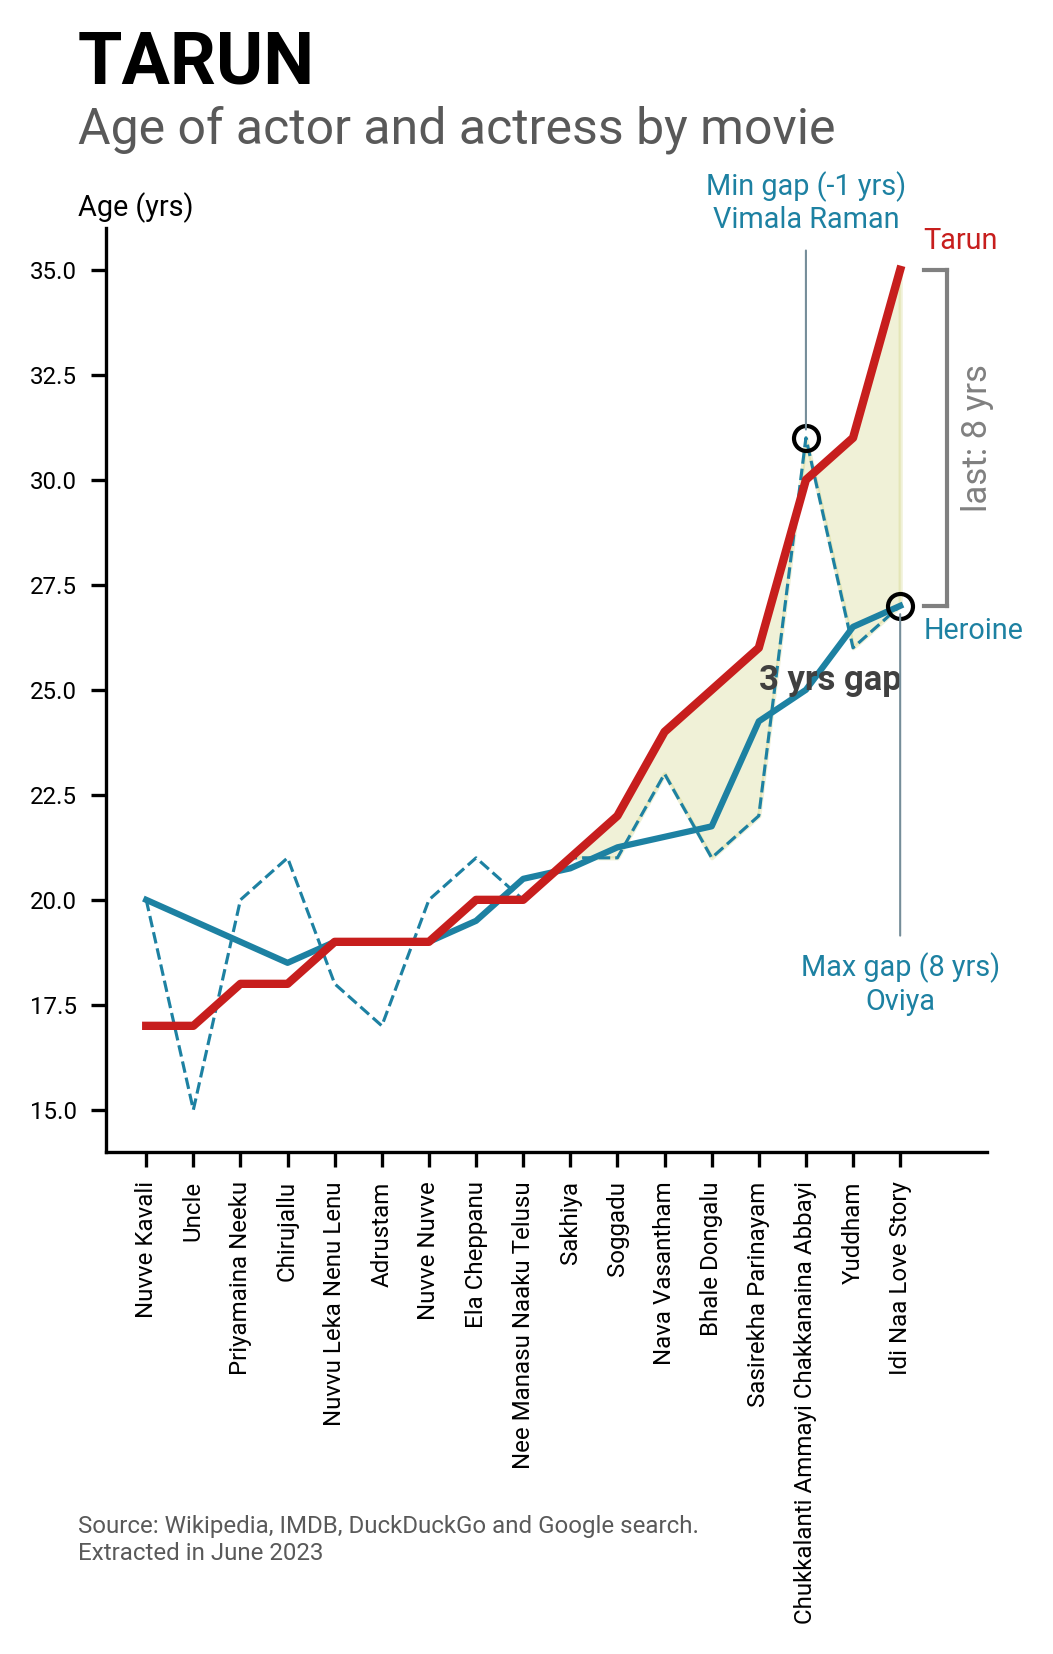 TARUN
Age of actor and actress by movie
Min gap (-1 yrs)
Vimala Raman
Age (yrs)
Tarun
35.0
32.5
30.0
27.5
25.0
22.5
20.0
17.5
15.0
last: 8 yrs
Heroine
3 yrs gap
Max gap (8 yrs)
Oviya
Nuvve Kavali
Uncle
Priyamaina Neeku
Chirujallu
Nuvvu Leka Nenu Lenu
Adrustam
Nuvve Nuvve
Ela Cheppanu
Nee Manasu Naaku Telusu
Sakhiya
Soggadu
Nava Vasantham
Bhale Dongalu
Sasirekha Parinayam
Chukkalanti Ammayi Chakkanaina Abbayi
Yuddham
Idi Naa Love Story
Source: Wikipedia, IMDB, DuckDuckGo and Google search.
Extracted in June 2023